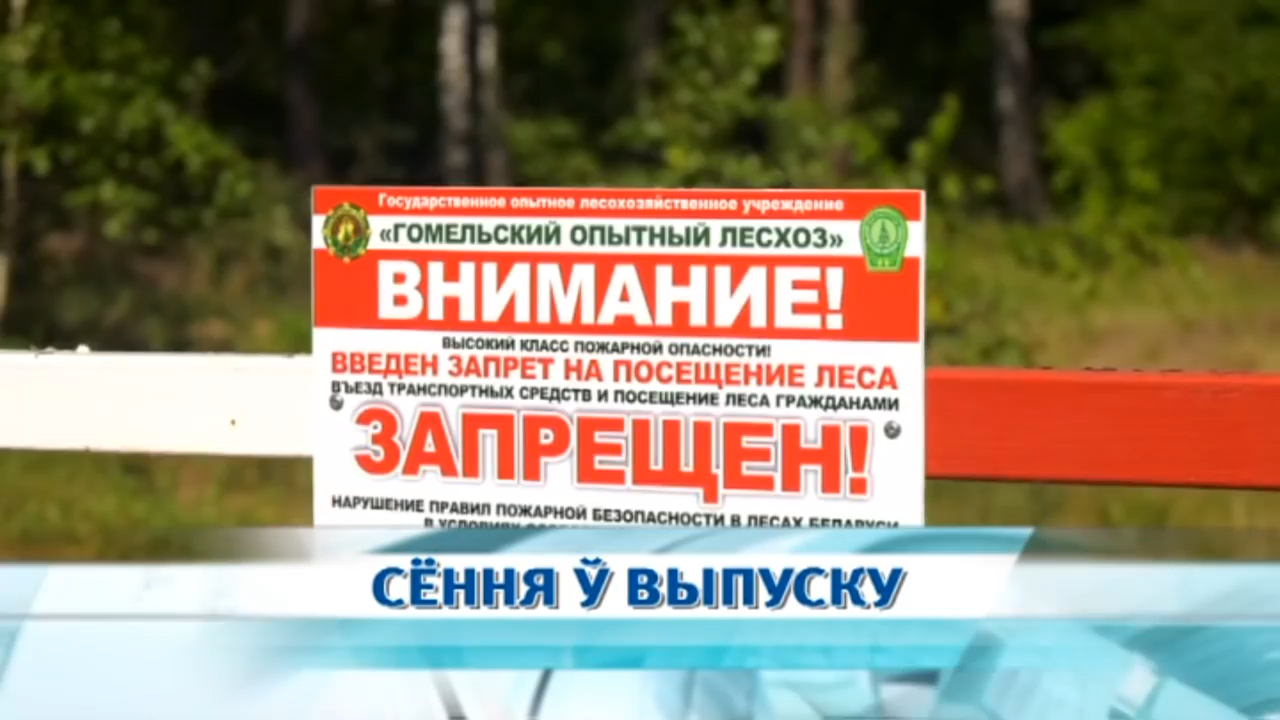 Государственное опытное лесохозяйственное учреждение
«ГОМЕЛЬСКИЙ ОПЫТНЫЙ ЛЕСХОЗ»
ВНИМАНИЕ!
ВЫСОКИЙ КЛАСС ПОЖАРНОЙ ОПАСНОСТИ!
ВВЕДЕН ЗАПРЕТ НА ПОСЕЩЕНИЕ ЛЕСА
ВЪЕЗД ТРАНСПОРТНЫХ СРЕДСТВ И ПОСЕЩЕНИЕ ЛЕСА ГРАЖДАНАМИ
ЗАПРЕЩЕН!
НАРУШЕНИЕ ПРАВИЛ ПОЖАРНОЙ БЕЗОПАСНОСТИ В ЛЕСАХ БЕЛАРУСИ
В УСЛОВИЯХ
СЁННЯ Ў ВЫПУСКУ